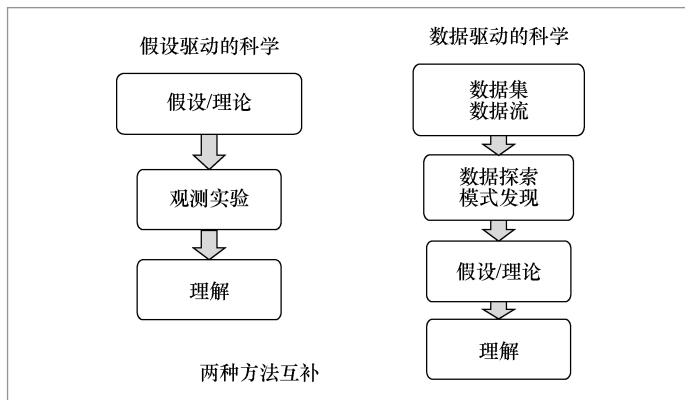 假设驱动的科学
假设/理论
观测实验
理解
数据驱动的科学
数据集
数据流
数据探索
模式发现
假设/理论
理解
两种方法互补